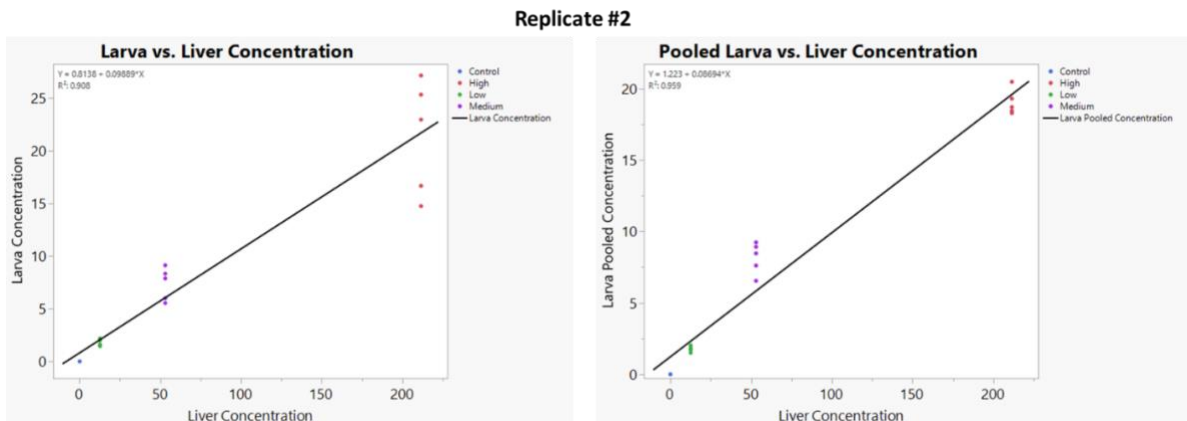 Replicate #2
Larva vs. Liver Concentration
Y = 0.8138 + 0.09889*X
R²: 0.908
Control
High
Low
Medium
Larva Concentration
25
20
15
10
5
0
Larva Concentration
0 50 100 150 200
Liver Concentration
Pooled Larva vs. Liver Concentration
Y = 1.223 + 0.08694*X
R²: 0.959
Control
High
Low
Medium
Larva Pooled Concentration
20
15
10
5
0
Larva Pooled Concentration
0 50 100 150 200
Liver Concentration